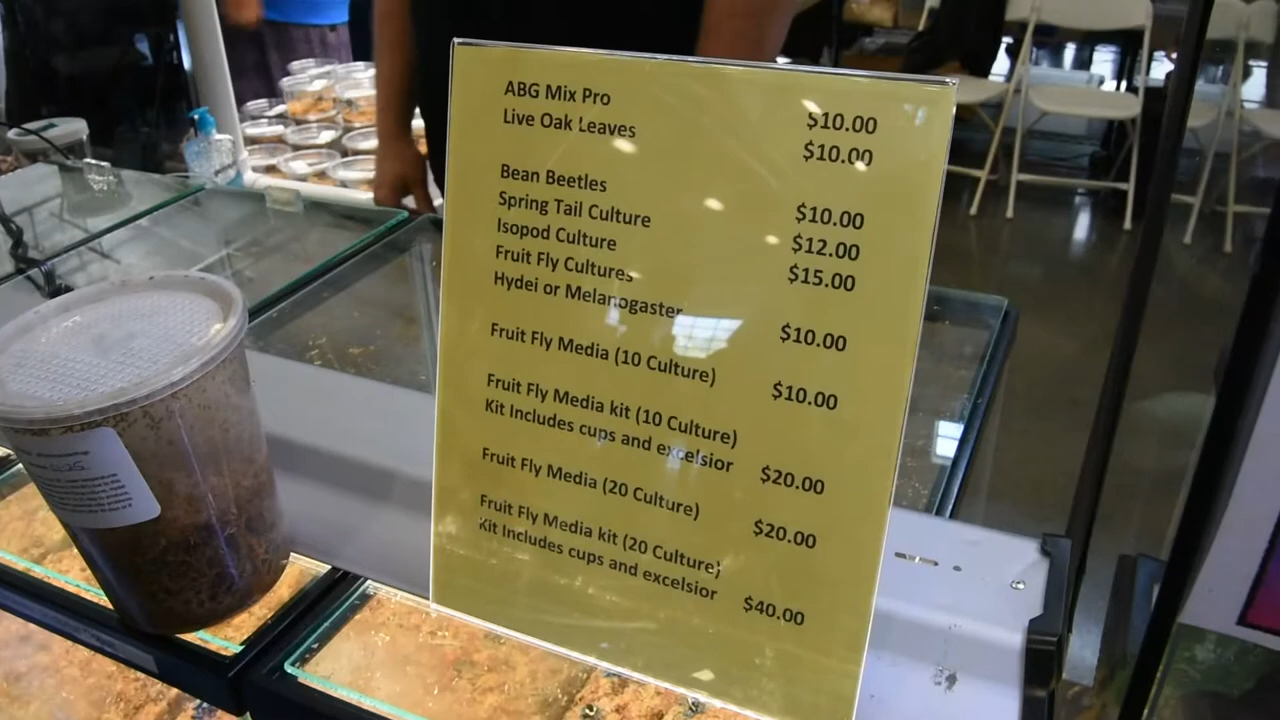 ABG Mix Pro $10.00
Live Oak Leaves $10.00
Bean Beetles $10.00
Spring Tail Culture $12.00
Isopod Culture $15.00
Fruit Fly Cultures
Hydei or Melanogaster $10.00
Fruit Fly Media (10 Culture) $10.00
Fruit Fly Media kit (10 Culture)
Kit Includes cups and excelsior $20.00
Fruit Fly Media (20 Culture) $20.00
Fruit Fly Media kit (20 Culture)
Kit Includes cups and excelsior $40.00